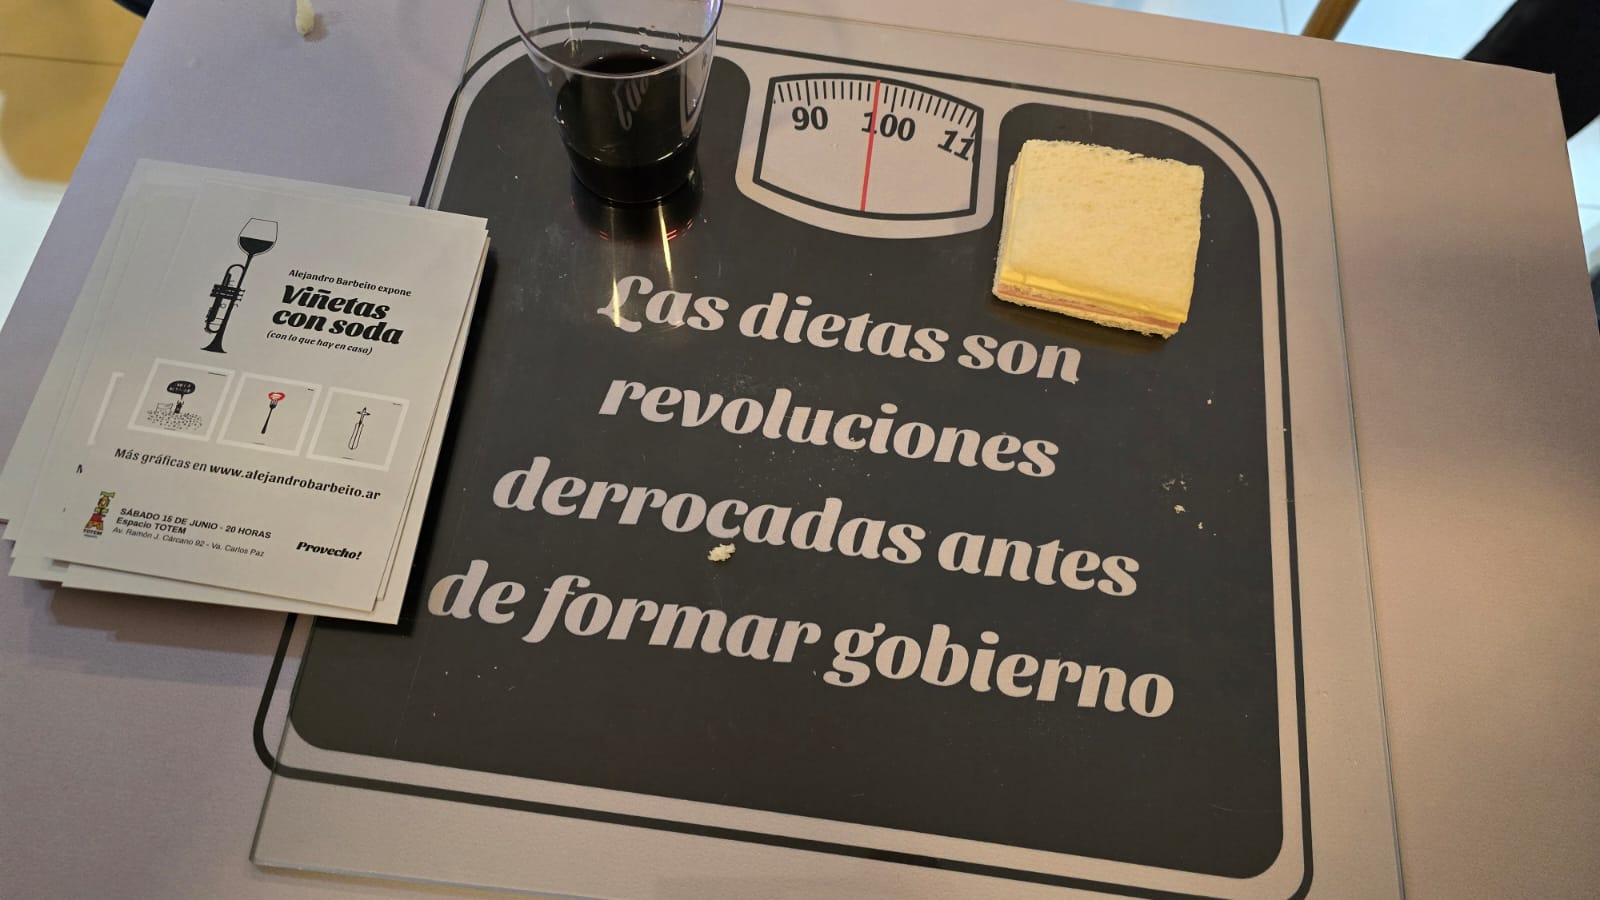 90 100 11
Las dietas son
revoluciones
derrocadas antes
de formar gobierno
Alejandro Barbeito expone
Viñetas
con soda
(con lo que hay en casa)
Más gráficas en www.alejandrobarbeito.ar
TOTEM
SÁBADO 15 DE JUNIO - 20 HORAS
Espacio TOTEM
Av. Ramón J. Cárcano 92 - Va. Carlos Paz
Provecho!
M